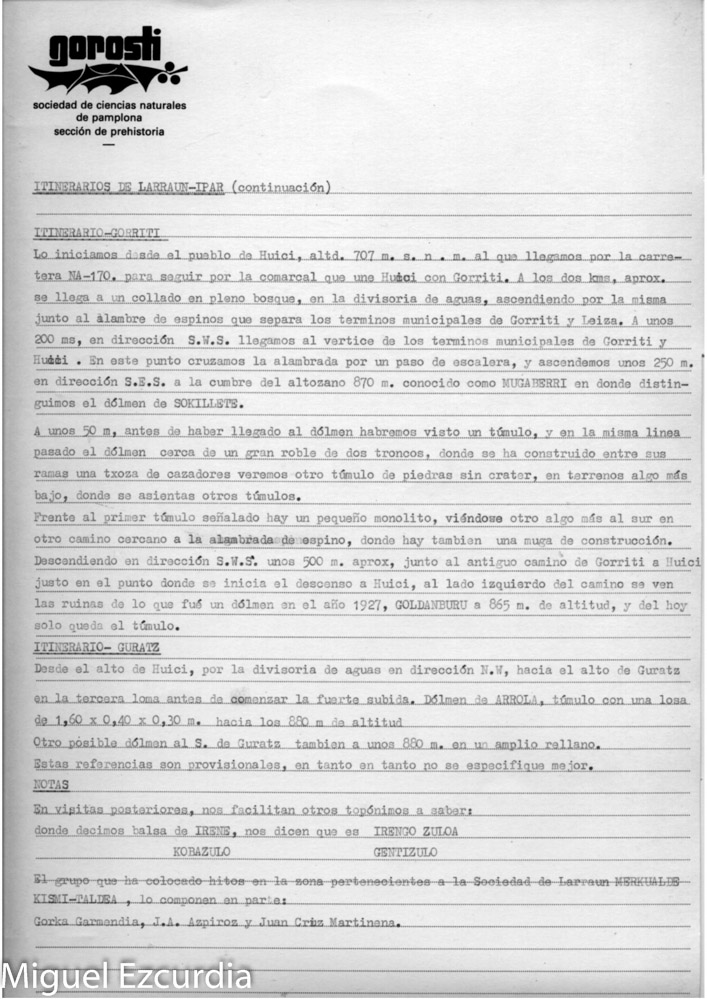 gorosti
sociedad de ciencias naturales
de pamplona
sección de prehistoria
ITINERARIOS DE LARRAUN-IPAR (continuación)
ITINERARIO-GORRITI
Lo iniciamos desde el pueblo de Huici, altd. 707 m. s. n . m. al que llegamos por la carre-
tera NA-170. para seguir por la comarcal que une Huici con Gorriti. A los dos kms, aprox.
se llega a un collado en pleno bosque, en la divisoria de aguas, ascendiendo por la misma
junto al alambre de espinos que separa los terminos municipales de Gorriti y Leiza. A unos
200 ms, en dirección S.W.S. llegamos al vertice de los terminos municipales de Gorriti y
Huici . En este punto cruzamos la alambrada por un paso de escalera, y ascendemos unos 250 m.
en dirección S.E.S. a la cumbre del altozano 870 m. conocido como MUGABERRI en donde distin-
guimos el dólmen de SOKILLETE.
A unos 50 m, antes de haber llegado al dólmen habremos visto un túmulo, y en la misma linea
pasado el dólmen cerca de un gran roble de dos troncos, donde se ha construido entre sus
ramas una txoza de cazadores veremos otro túmulo de piedras sin crater, en terrenos algo más
bajo, donde se asientas otros túmulos.
Frente al primer túmulo señalado hay un pequeño monolito, viéndowe otro algo más al sur en
otro camino cercano a la alambrada de espino, donde hay tambien una muga de construcción.
Descendiendo en dirección S.W.S. unos 500 m. aprox, junto al antiguo camino de Gorriti a Huici
justo en el punto donde se inicia el descenso a Huici, al lado izquierdo del camino se ven
las ruinas de lo que fué un dólmen en el año 1927, GOLDANBURU a 865 m. de altitud, y del hoy
solo queda el túmulo.
ITINERARIO- GURATZ
Desde el alto de Huici, por la divisoria de aguas en dirección N.W, hacia el alto de Guratz
en la tercera loma antes de comenzar la fuerte subida. Dólmen de ARROLA, túmulo con una losa
de 1,60 x 0,40 x 0,30 m. hacia los 880 m de altitud
Otro pósible dólmen al S. de Guratz tambien a unos 880 m. en un amplio rellano.
Estas referencias son provisionales, en tanto en tanto no se especifique mejor.
NOTAS
En visitas posteriores, nos facilitan otros topónimos a saber:
donde decimos balsa de IRENE, nos dicen que es IRENGO ZULOA
KOBAZULO GENTIZULO
El grupo que ha colocado hitos en la zona pertenecientes a la Sociedad de Larraun MERKUALDE
KISMI-TALDEA , lo componen en parte:
Gorka Garmendia, J.A. Azpiroz y Juan Cruz Martinena.
Miguel Ezcurdia